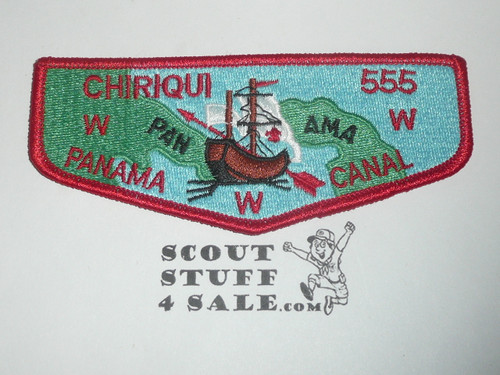 CHIRIQUI 555
W PAN AMA W
PANAMA W CANAL
SCOUT
STUFF
4 SALE.com